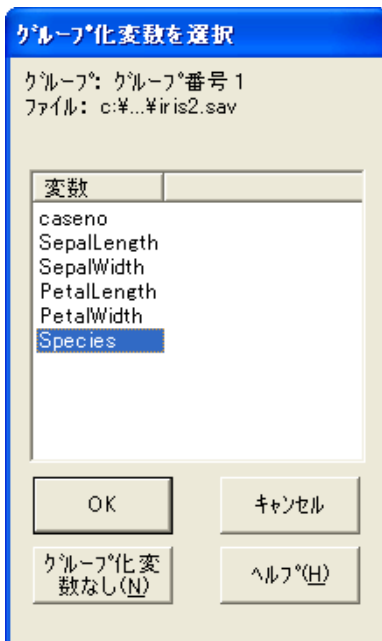 ｸﾞﾙｰﾌﾟ化変数を選択
ｸﾞﾙｰﾌﾟ: ｸﾞﾙｰﾌﾟ番号 1
ﾌｧｲﾙ: c:¥...¥iris2.sav
変数
caseno
SepalLength
SepalWidth
PetalLength
PetalWidth
Species
OK
ｷｬﾝｾﾙ
ｸﾞﾙｰﾌﾟ化変
数なし(N)
ﾍﾙﾌﾟ(H)